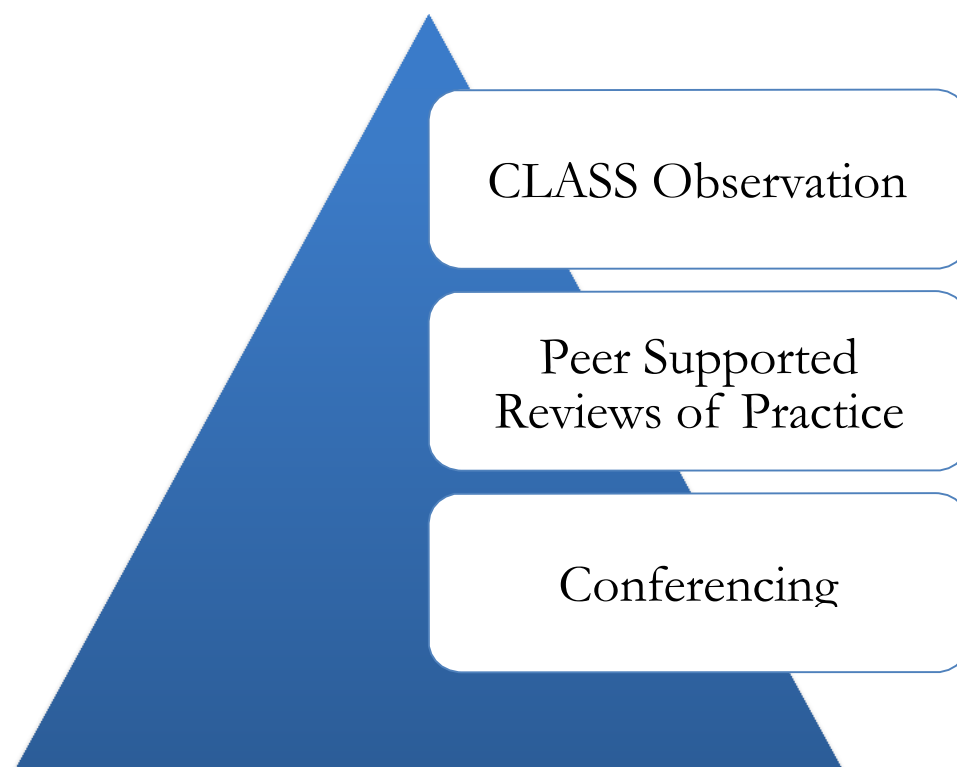 CLASS Observation
Peer Supported
Reviews of Practice
Conferencing